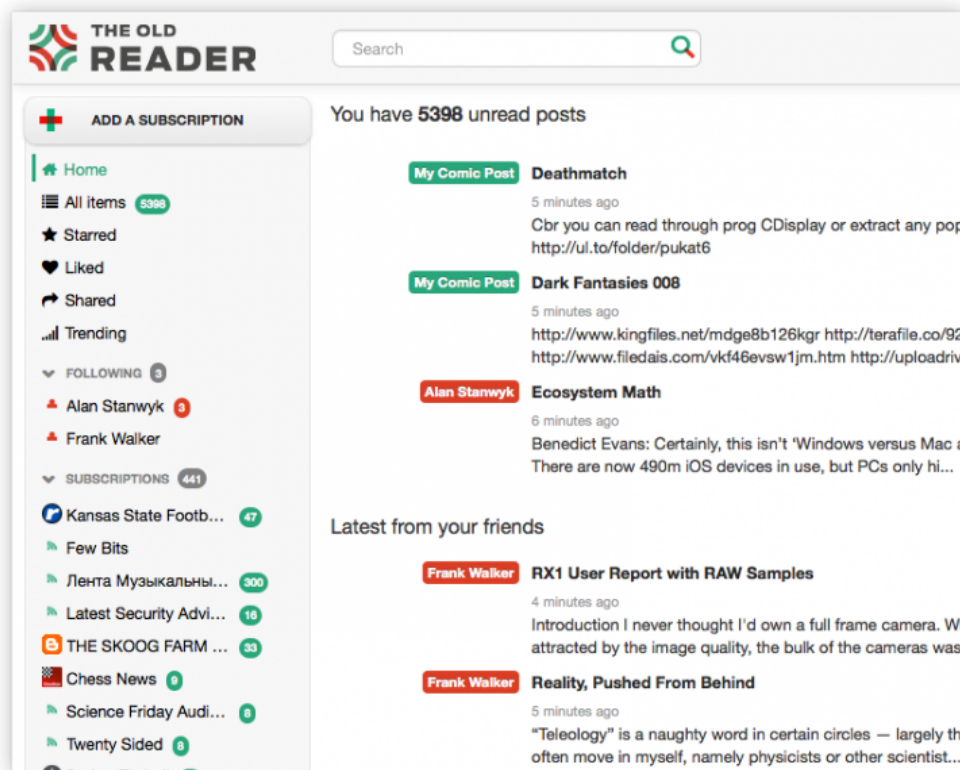 THE OLD
READER
Search
ADD A SUBSCRIPTION
Home
All items 5398
Starred
Liked
Shared
Trending
FOLLOWING 3
Alan Stanwyk 3
Frank Walker
SUBSCRIPTIONS 441
Kansas State Footb... 47
Few Bits
Лента Музыкальны... 300
Latest Security Advi... 16
THE SKOOG FARM ... 33
Chess News 9
Science Friday Audi... 8
Twenty Sided 8
You have 5398 unread posts
My Comic Post Deathmatch
5 minutes ago
Cbr you can read through prog CDisplay or extract any pop
http://ul.to/folder/pukat6
My Comic Post Dark Fantasies 008
5 minutes ago
http://www.kingfiles.net/mdge8b126kgr http://terafile.co/92
http://www.filedais.com/vkf46evsw1jm.htm http://uploadriv
Alan Stanwyk Ecosystem Math
6 minutes ago
Benedict Evans: Certainly, this isn't 'Windows versus Mac a
There are now 490m iOS devices in use, but PCs only hi...
Latest from your friends
Frank Walker RX1 User Report with RAW Samples
4 minutes ago
Introduction I never thought I'd own a full frame camera. W
attracted by the image quality, the bulk of the cameras was
Frank Walker Reality, Pushed From Behind
5 minutes ago
“Teleology” is a naughty word in certain circles — largely th
often move in myself, namely physicists or other scientist...